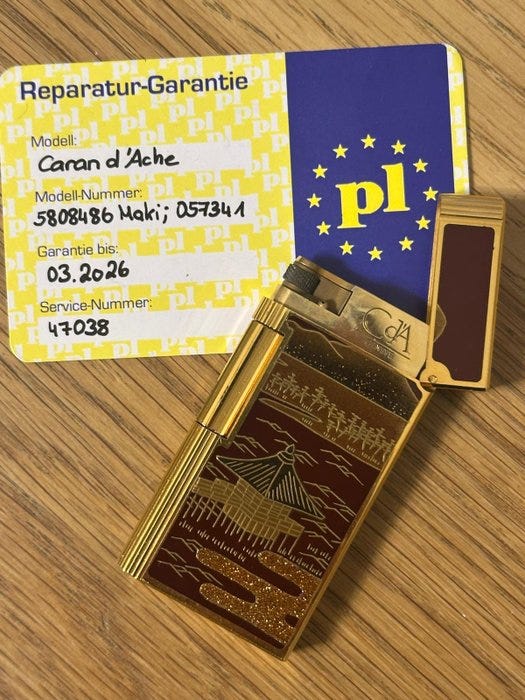 Reparatur-Garantie
Modell:
Caran d'Ache
Modell-Nummer:
5808486 Maki; 057341
Garantie bis:
03.2026
Service-Nummer:
47038
pl
CdA